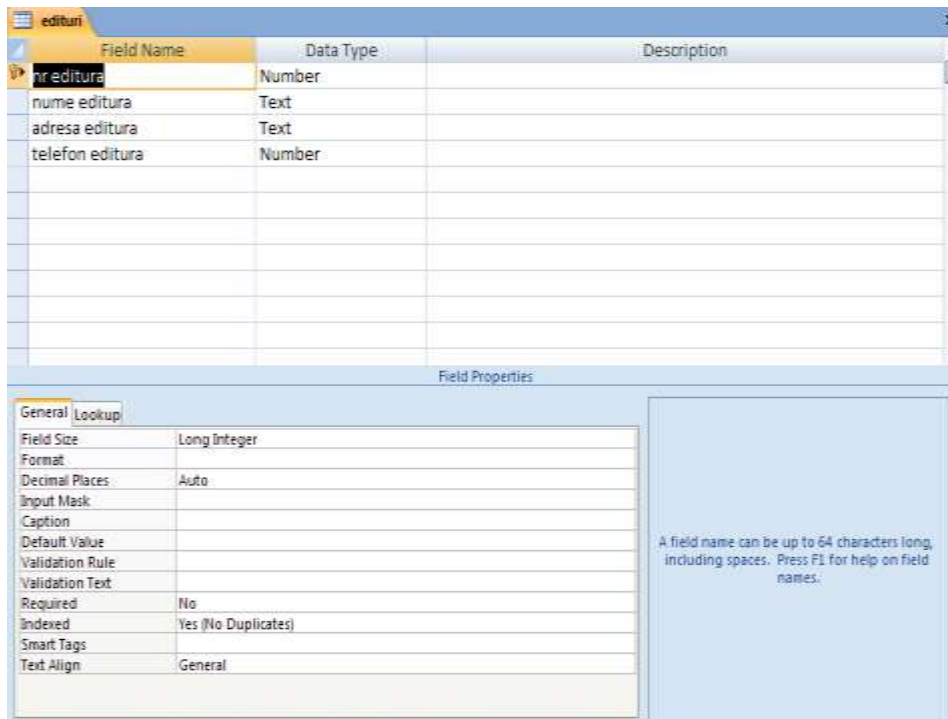 edituri
Field Name Data Type Description
nr editura Number
nume editura Text
adresa editura Text
telefon editura Number
Field Properties
General Lookup
Field Size Long Integer
Format
Decimal Places Auto
Input Mask
Caption
Default Value
Validation Rule
Validation Text
Required No
Indexed Yes (No Duplicates)
Smart Tags
Text Align General
A field name can be up to 64 characters long,
including spaces. Press F1 for help on field
names.